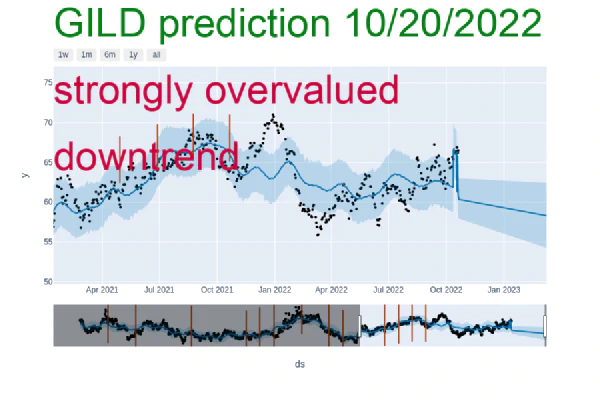 GILD prediction 10/20/2022
1w 1m 6m 1y all
strongly overvalued
downtrend
75
70
65
60
55
50
y
Apr 2021 Jul 2021 Oct 2021 Jan 2022 Apr 2022 Jul 2022 Oct 2022 Jan 2023
ds